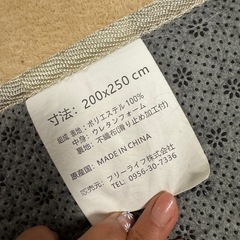 寸法：200x250 cm
組成 表地：ポリエステル 100%
中身：ウレタンフォーム
裏地：不織布(滑り止め加工付)
原産国：MADE IN CHINA
販売元：フリーライフ株式会社
TEL：0956-30-7336